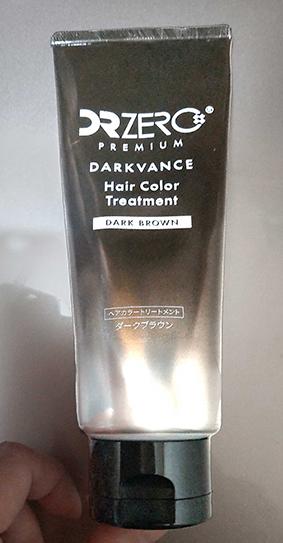 DRZERO®
PREMIUM
DARKVANCE
Hair Color
Treatment
DARK BROWN
ヘアカラートリートメント
ダークブラウン